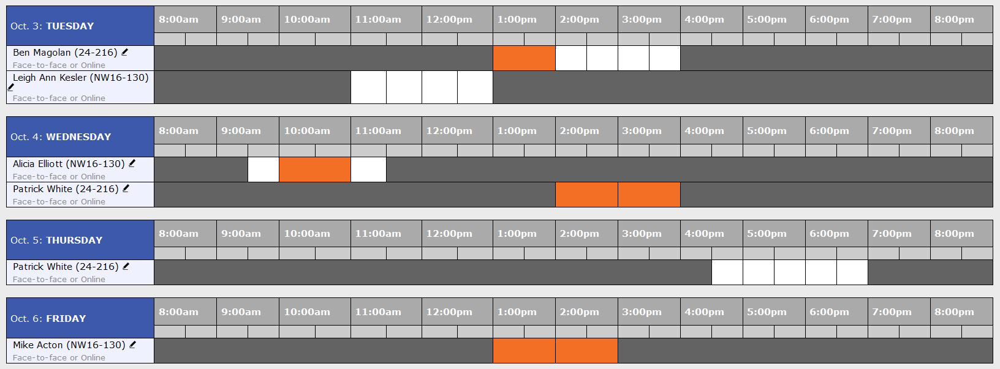 Oct. 3: TUESDAY 8:00am 9:00am 10:00am 11:00am 12:00pm 1:00pm 2:00pm 3:00pm 4:00pm 5:00pm 6:00pm 7:00pm 8:00pm
Ben Magolan (24-216)
Face-to-face or Online
Leigh Ann Kesler (NW16-130)
Face-to-face or Online
Oct. 4: WEDNESDAY 8:00am 9:00am 10:00am 11:00am 12:00pm 1:00pm 2:00pm 3:00pm 4:00pm 5:00pm 6:00pm 7:00pm 8:00pm
Alicia Elliott (NW16-130)
Face-to-face or Online
Patrick White (24-216)
Face-to-face or Online
Oct. 5: THURSDAY 8:00am 9:00am 10:00am 11:00am 12:00pm 1:00pm 2:00pm 3:00pm 4:00pm 5:00pm 6:00pm 7:00pm 8:00pm
Patrick White (24-216)
Face-to-face or Online
Oct. 6: FRIDAY 8:00am 9:00am 10:00am 11:00am 12:00pm 1:00pm 2:00pm 3:00pm 4:00pm 5:00pm 6:00pm 7:00pm 8:00pm
Mike Acton (NW16-130)
Face-to-face or Online